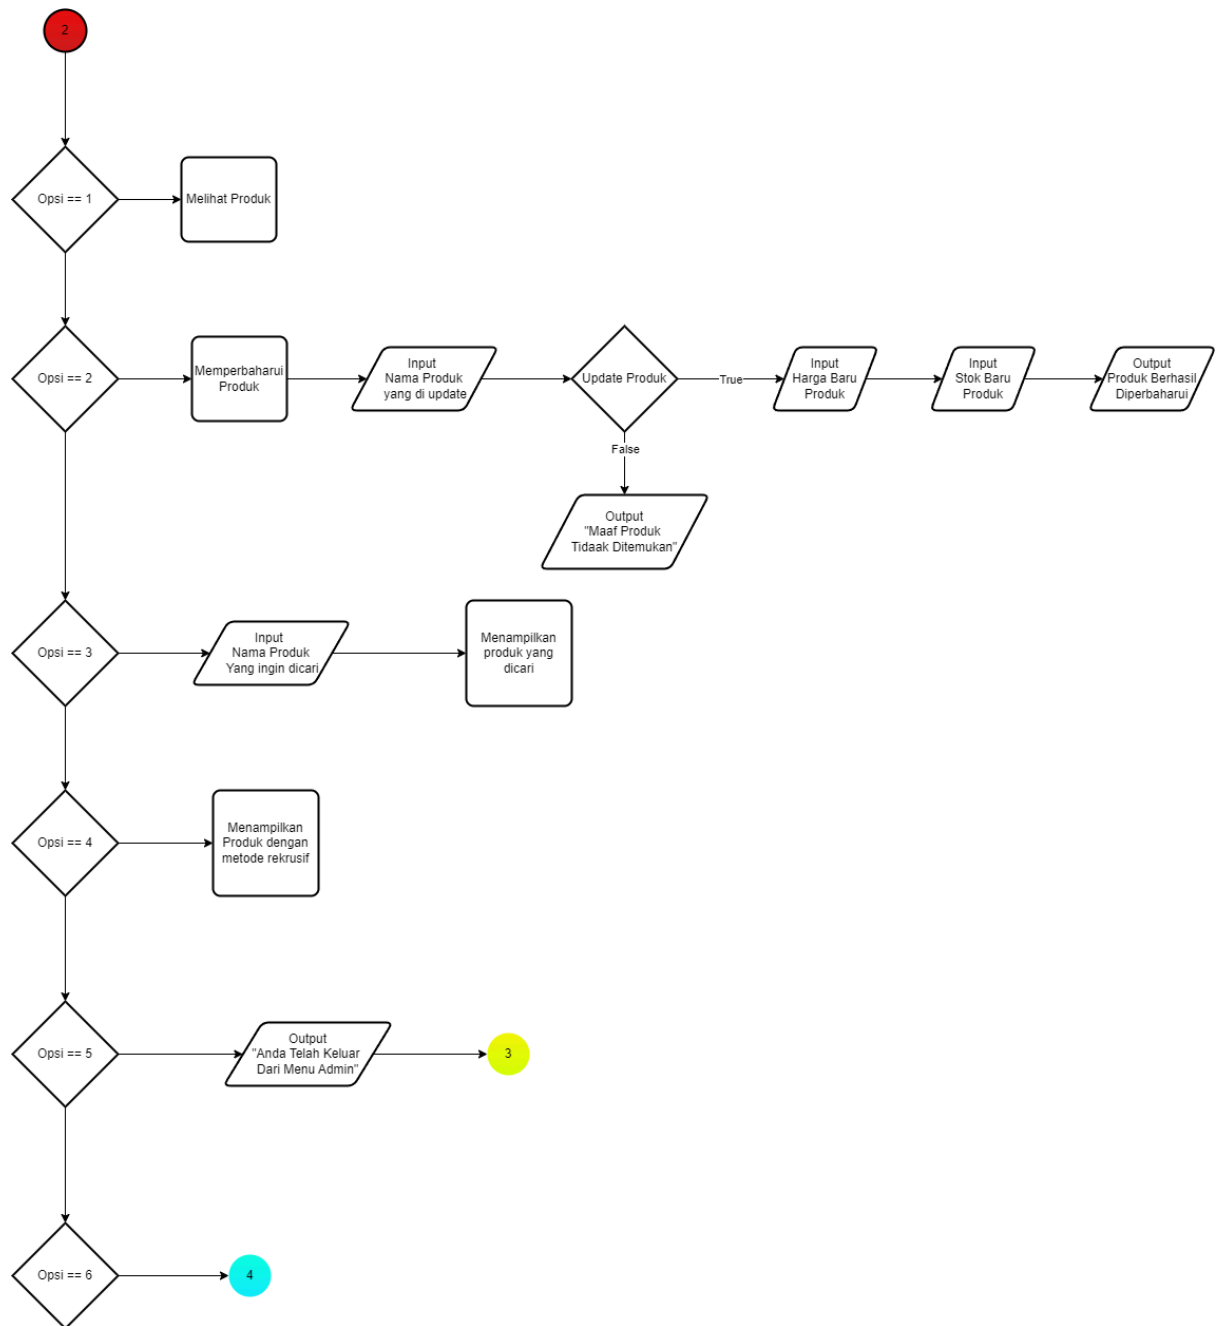 2
Opsi == 1
Melihat Produk
Opsi == 2
Memperbaharui
Produk
Input
Nama Produk
yang di update
Update Produk
True
Input
Harga Baru
Produk
Input
Stok Baru
Produk
Output
Produk Berhasil
Diperbaharui
False
Output
"Maaf Produk
Tidaak Ditemukan"
Opsi == 3
Input
Nama Produk
Yang ingin dicari
Menampilkan
produk yang
dicari
Opsi == 4
Menampilkan
Produk dengan
metode rekrusif
Opsi == 5
Output
"Anda Telah Keluar
Dari Menu Admin"
3
Opsi == 6
4